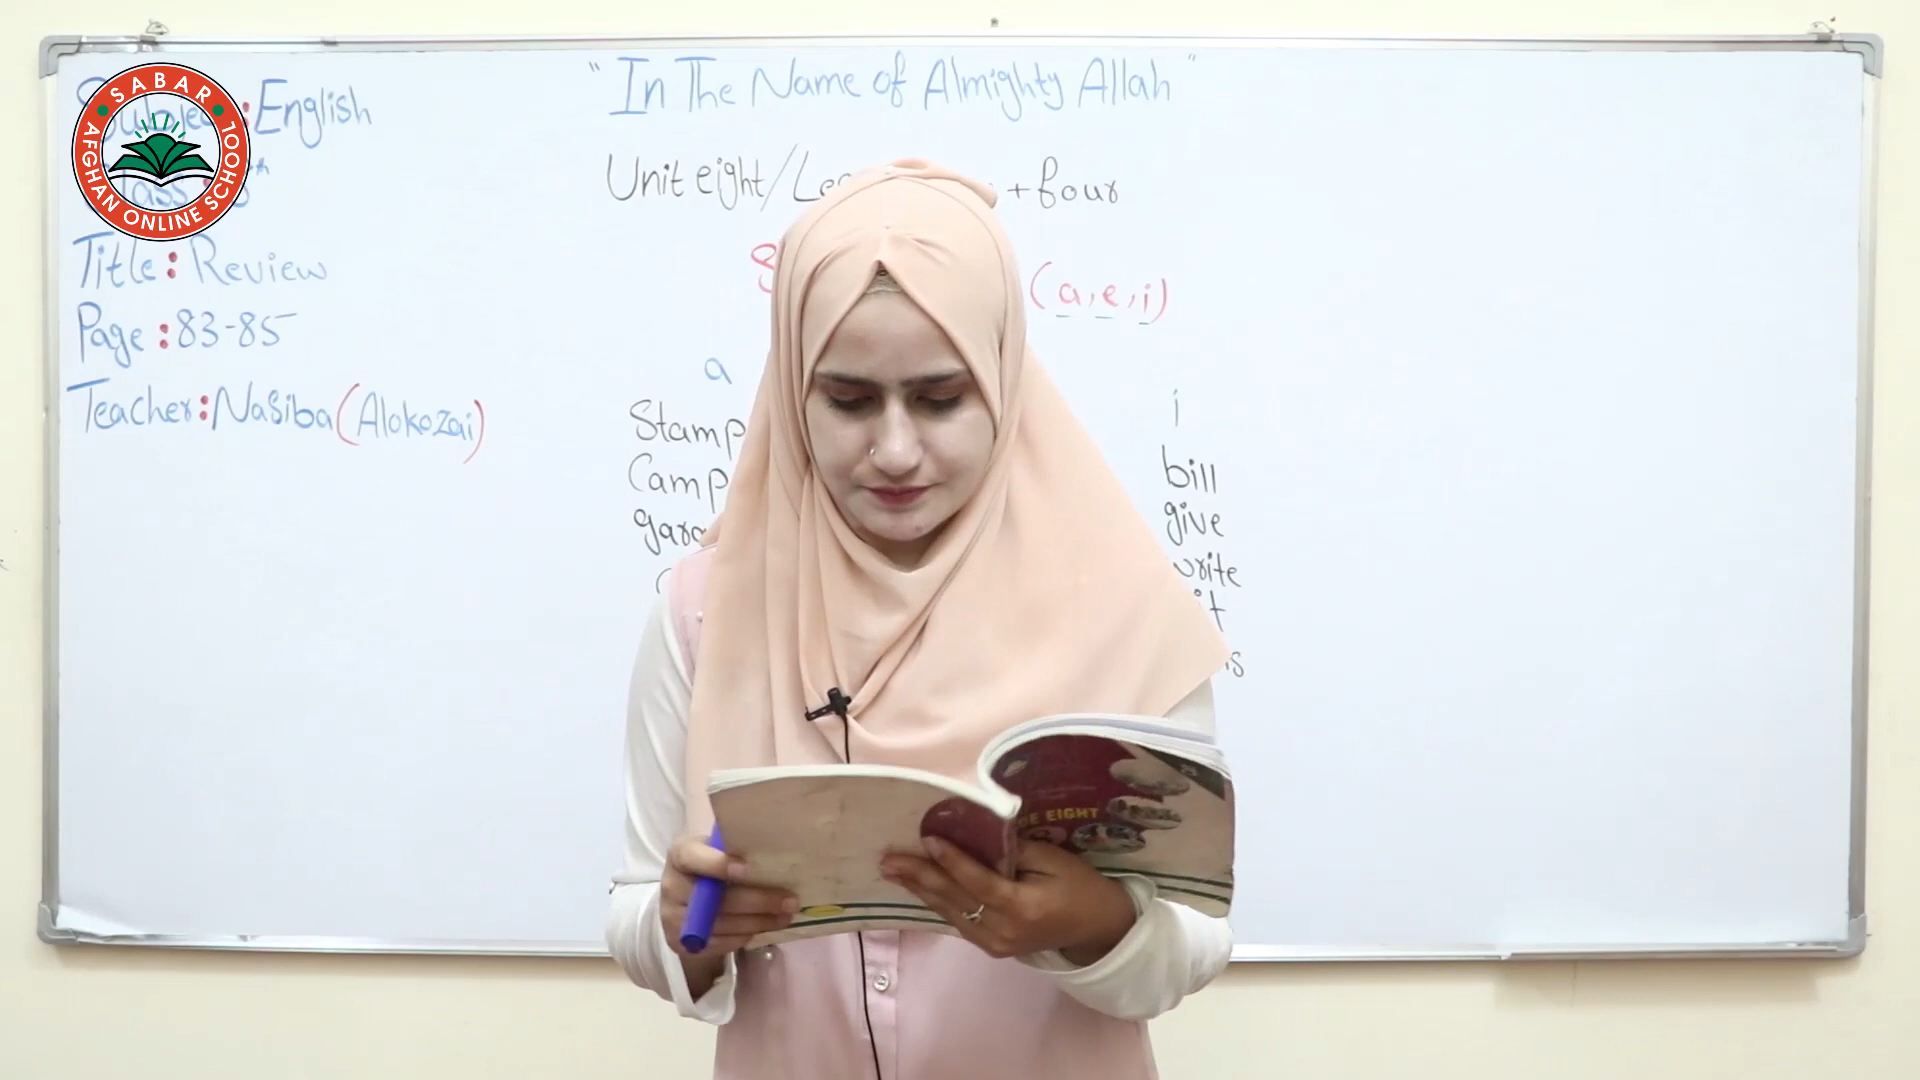 SABAR
AFGHAN ONLINE SCHOOL
English
Title: Review
Page: 83-85
Teacher: Nasiba (Alokozai)
" In The Name of Almighty Allah "
Unit eight / + four
(a, e, i)
a
Stamp
Camp
i
bill
give
write
EIGHT